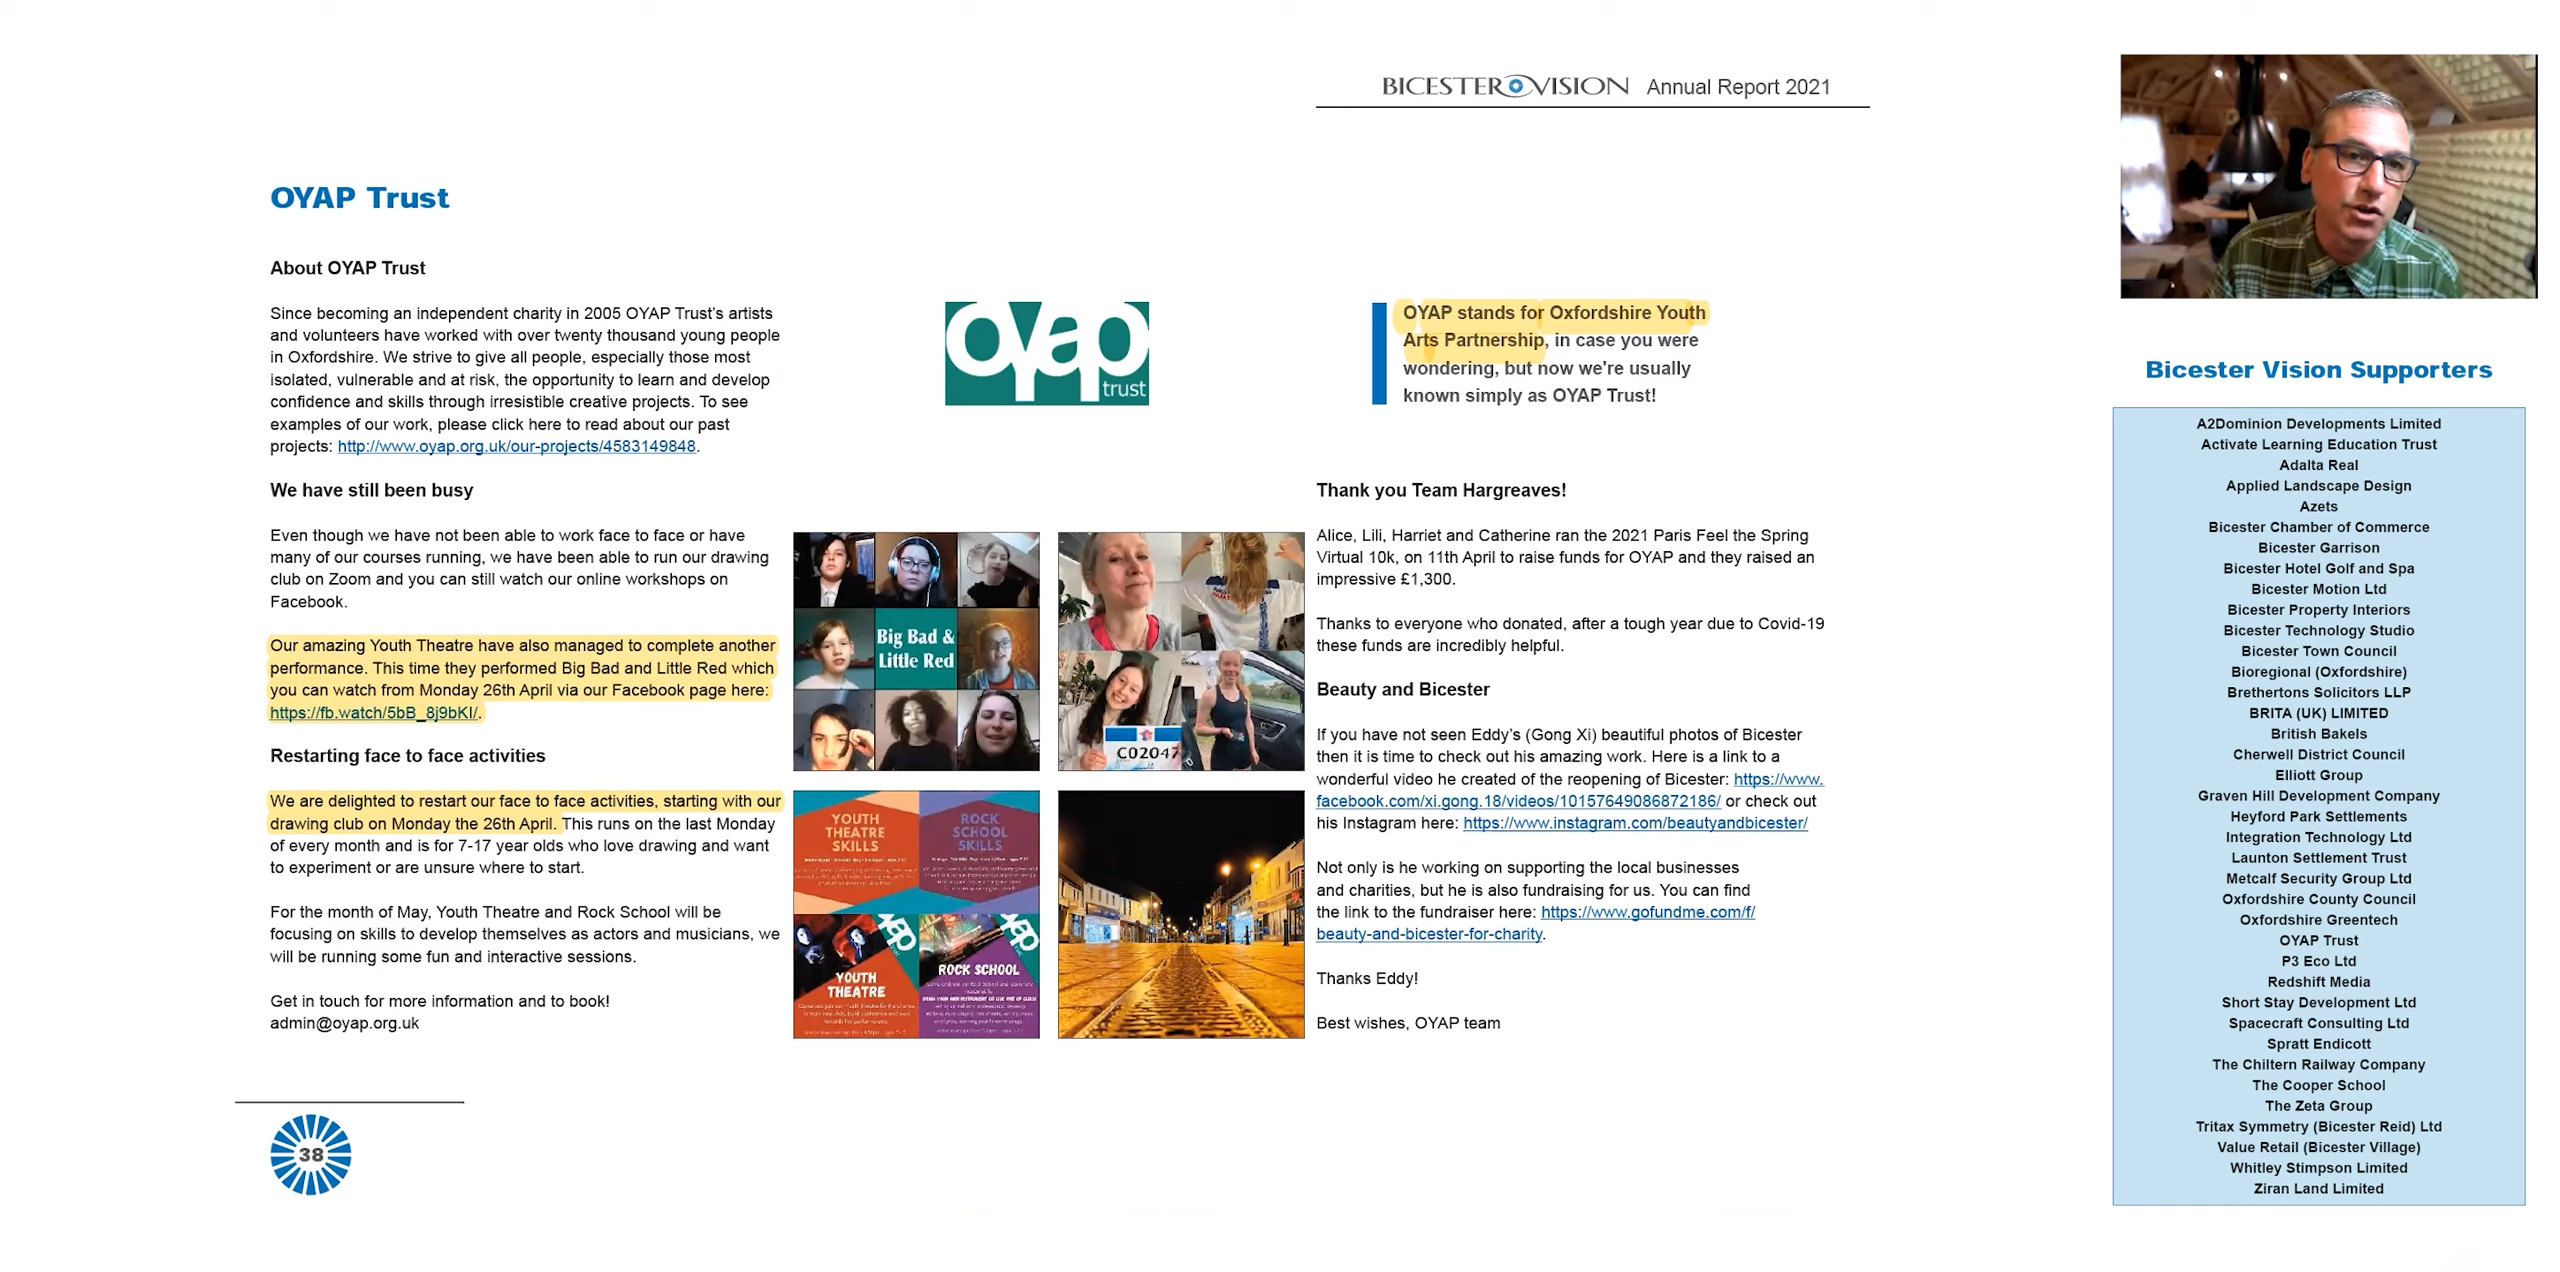 BICESTER VISION Annual Report 2021
OYAP Trust
About OYAP Trust
Since becoming an independent charity in 2005 OYAP Trust's artists
and volunteers have worked with over twenty thousand young people
in Oxfordshire. We strive to give all people, especially those most
isolated, vulnerable and at risk, the opportunity to learn and develop
confidence and skills through irresistible creative projects. To see
examples of our work, please click here to read about our past
projects: http://www.oyap.org.uk/our-projects/4583149848.
We have still been busy
Even though we have not been able to work face to face or have
many of our courses running, we have been able to run our drawing
club on Zoom and you can still watch our online workshops on
Facebook.
Our amazing Youth Theatre have also managed to complete another
performance. This time they performed Big Bad and Little Red which
you can watch from Monday 26th April via our Facebook page here:
https://fb.watch/5bB_8j9bKI/.
Restarting face to face activities
We are delighted to restart our face to face activities, starting with our
drawing club on Monday the 26th April. This runs on the last Monday
of every month and is for 7-17 year olds who love drawing and want
to experiment or are unsure where to start.
For the month of May, Youth Theatre and Rock School will be
focusing on skills to develop themselves as actors and musicians, we
will be running some fun and interactive sessions.
Get in touch for more information and to book!
admin@oyap.org.uk
38
oyap
trust
Big Bad &
Little Red
C02047
YOUTH
THEATRE
SKILLS
ROCK
SCHOOL
SKILLS
YOUTH
THEATRE
ROCK SCHOOL
OYAP stands for Oxfordshire Youth
Arts Partnership, in case you were
wondering, but now we're usually
known simply as OYAP Trust!
Thank you Team Hargreaves!
Alice, Lili, Harriet and Catherine ran the 2021 Paris Feel the Spring
Virtual 10k, on 11th April to raise funds for OYAP and they raised an
impressive £1,300.
Thanks to everyone who donated, after a tough year due to Covid-19
these funds are incredibly helpful.
Beauty and Bicester
If you have not seen Eddy's (Gong Xi) beautiful photos of Bicester
then it is time to check out his amazing work. Here is a link to a
wonderful video he created of the reopening of Bicester: https://www.
facebook.com/xi.gong.18/videos/10157649086872186/ or check out
his Instagram here: https://www.instagram.com/beautyandbicester/
Not only is he working on supporting the local businesses
and charities, but he is also fundraising for us. You can find
the link to the fundraiser here: https://www.gofundme.com/f/
beauty-and-bicester-for-charity.
Thanks Eddy!
Best wishes, OYAP team
Bicester Vision Supporters
A2Dominion Developments Limited
Activate Learning Education Trust
Adalta Real
Applied Landscape Design
Azets
Bicester Chamber of Commerce
Bicester Garrison
Bicester Hotel Golf and Spa
Bicester Motion Ltd
Bicester Property Interiors
Bicester Technology Studio
Bicester Town Council
Bioregional (Oxfordshire)
Brethertons Solicitors LLP
BRITA (UK) LIMITED
British Bakels
Cherwell District Council
Elliott Group
Graven Hill Development Company
Heyford Park Settlements
Integration Technology Ltd
Launton Settlement Trust
Metcalf Security Group Ltd
Oxfordshire County Council
Oxfordshire Greentech
OYAP Trust
P3 Eco Ltd
Redshift Media
Short Stay Development Ltd
Spacecraft Consulting Ltd
Spratt Endicott
The Chiltern Railway Company
The Cooper School
The Zeta Group
Tritax Symmetry (Bicester Reid) Ltd
Value Retail (Bicester Village)
Whitley Stimpson Limited
Ziran Land Limited